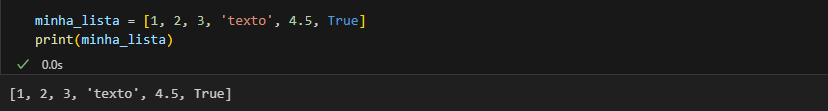 minha_lista = [1, 2, 3, 'texto', 4.5, True]
print(minha_lista)
0.0s
[1, 2, 3, 'texto', 4.5, True]